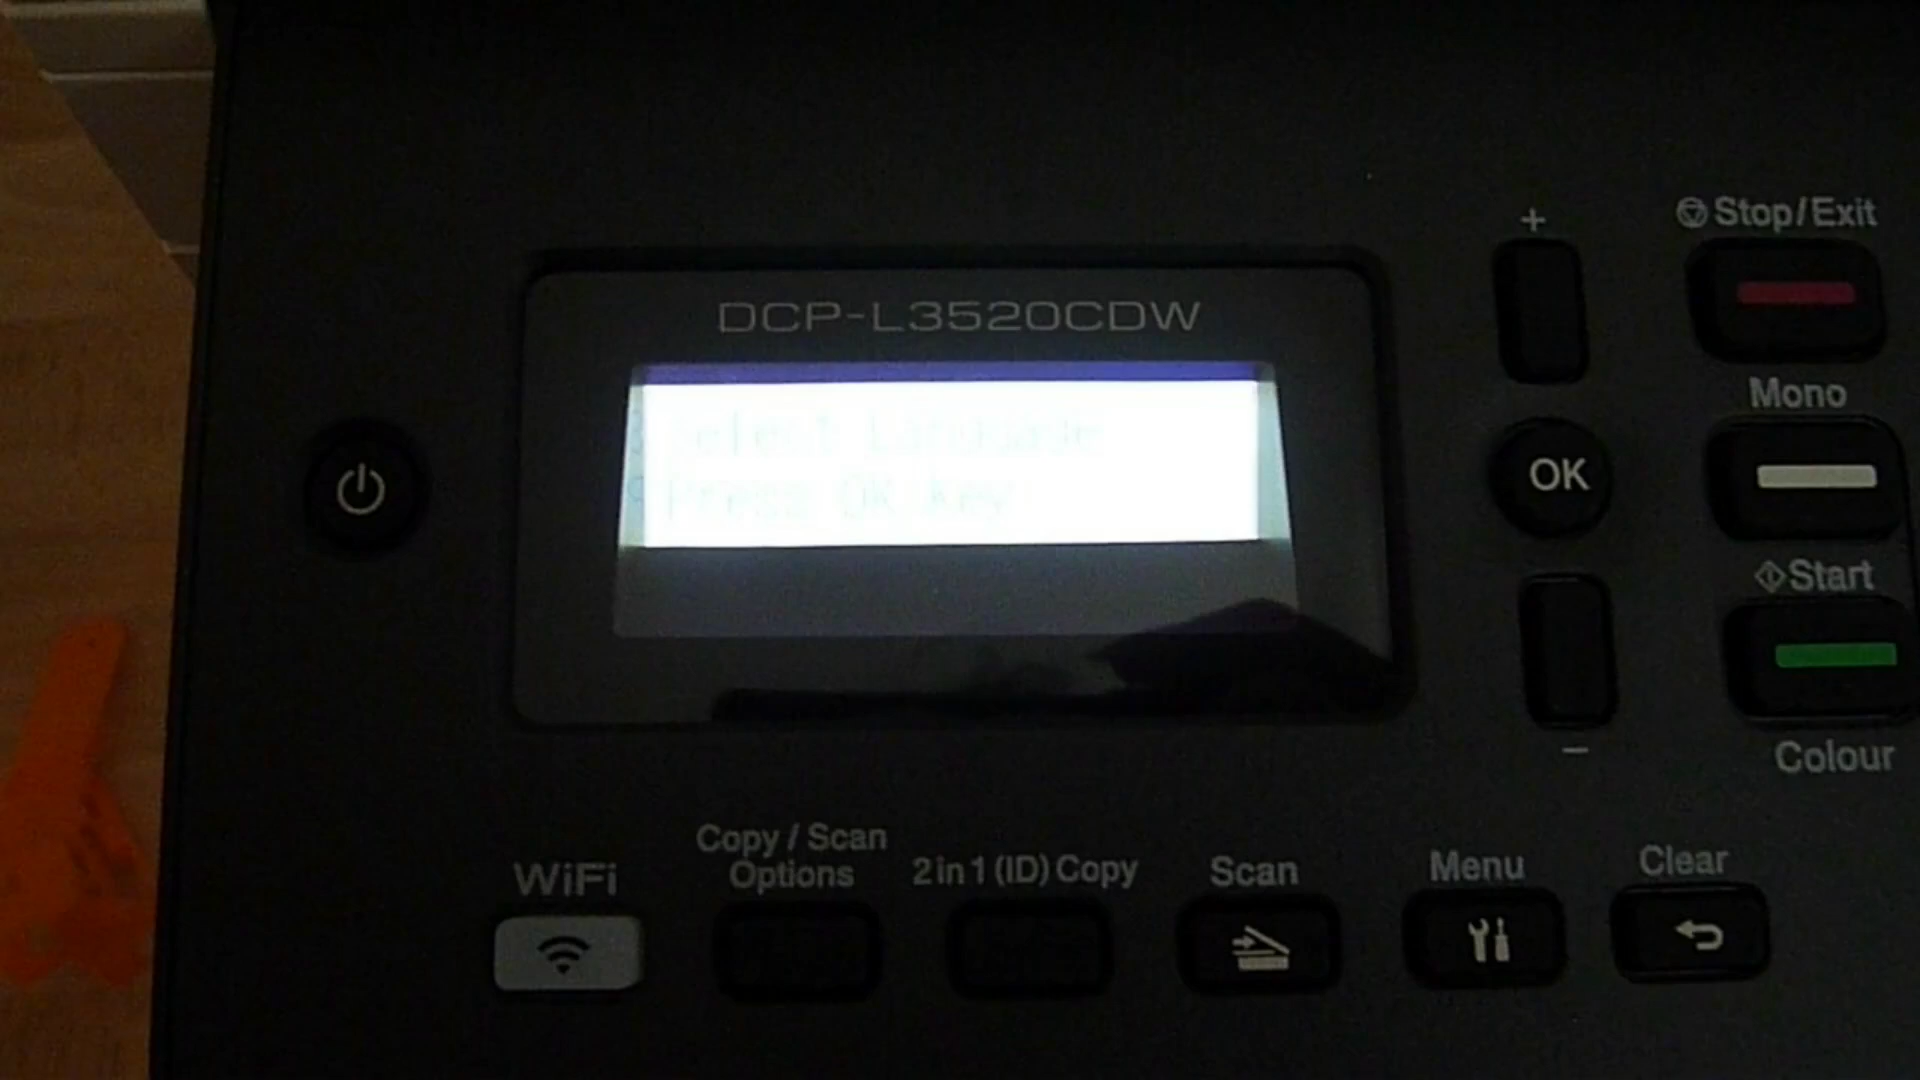 +
Stop/Exit
DCP-L3520CDW
Mono
Select Language
Press OK Key
OK
Start
−
Colour
Copy / Scan
Options
WiFi
2 in 1 (ID) Copy
Scan
Menu
Clear